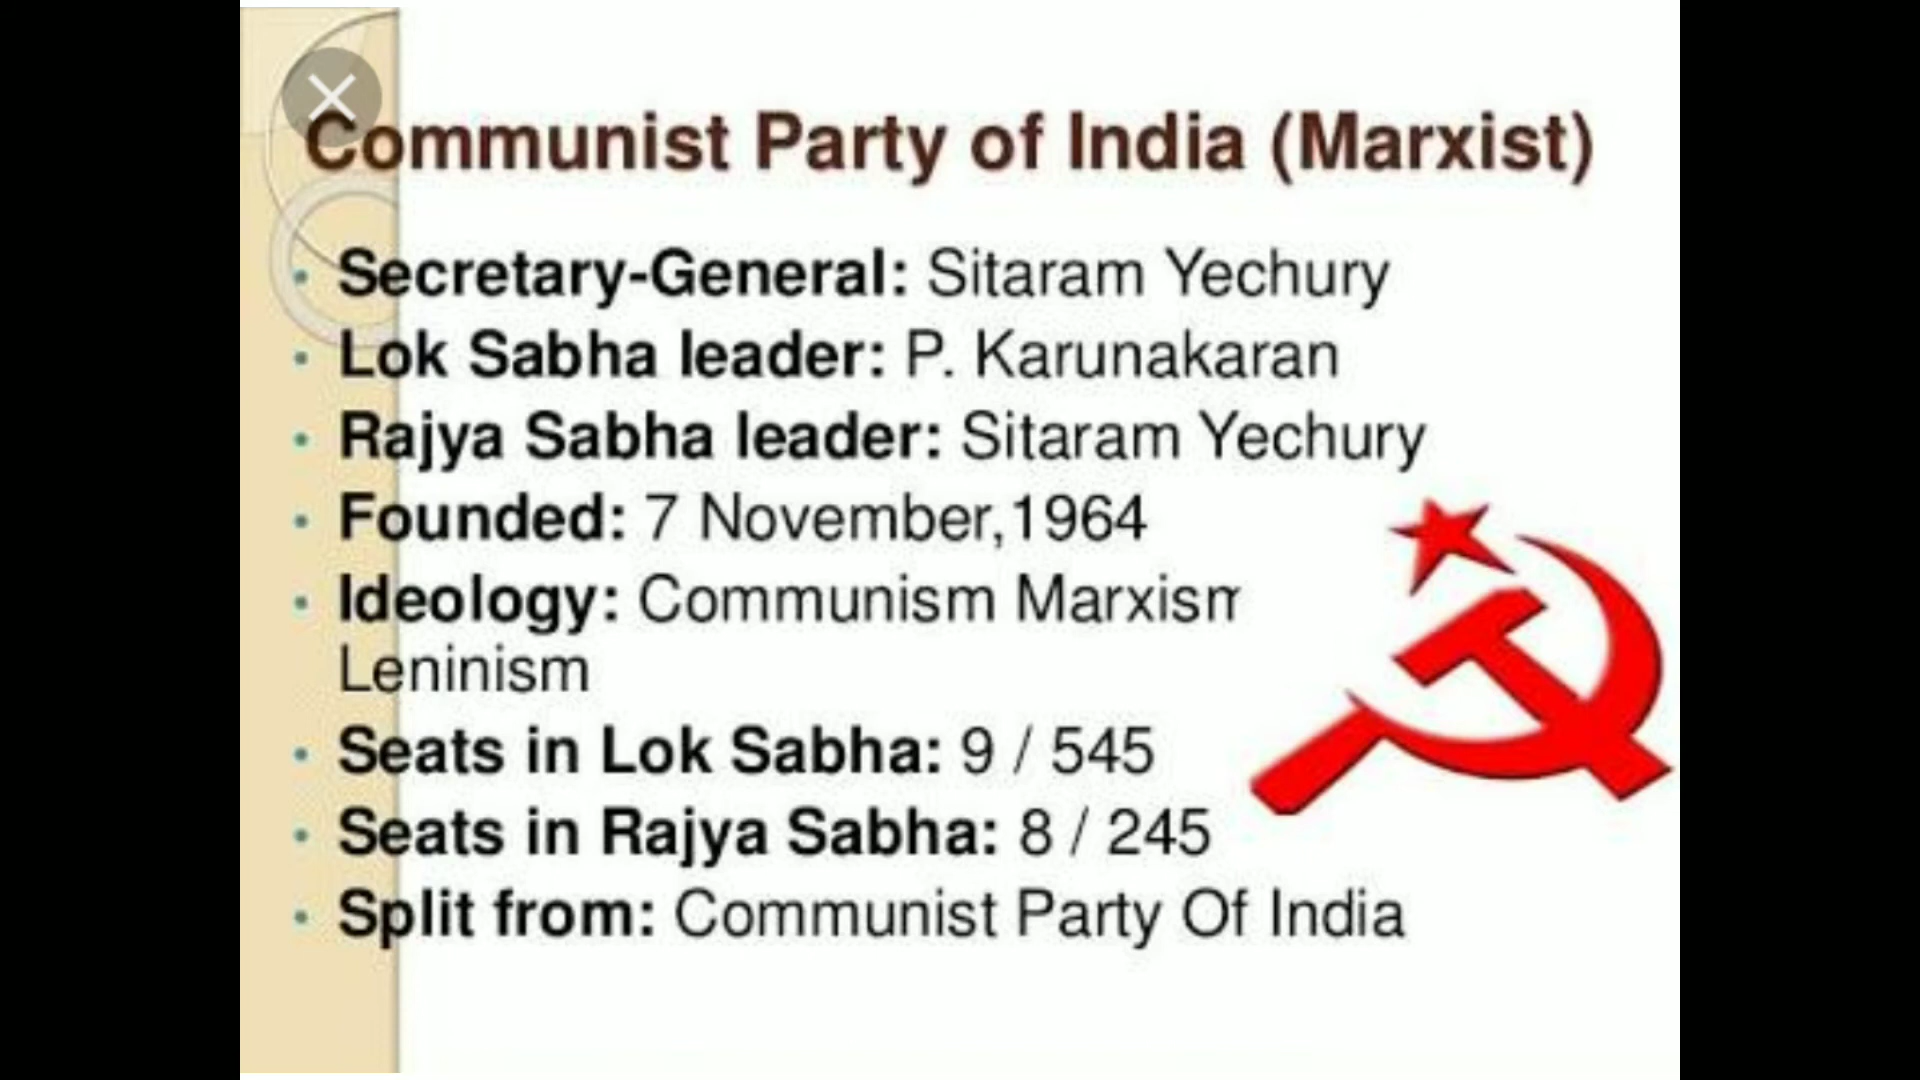 Communist Party of India (Marxist)
• Secretary-General: Sitaram Yechury
• Lok Sabha leader: P. Karunakaran
• Rajya Sabha leader: Sitaram Yechury
• Founded: 7 November,1964
• Ideology: Communism Marxism
Leninism
• Seats in Lok Sabha: 9 / 545
• Seats in Rajya Sabha: 8 / 245
• Split from: Communist Party Of India